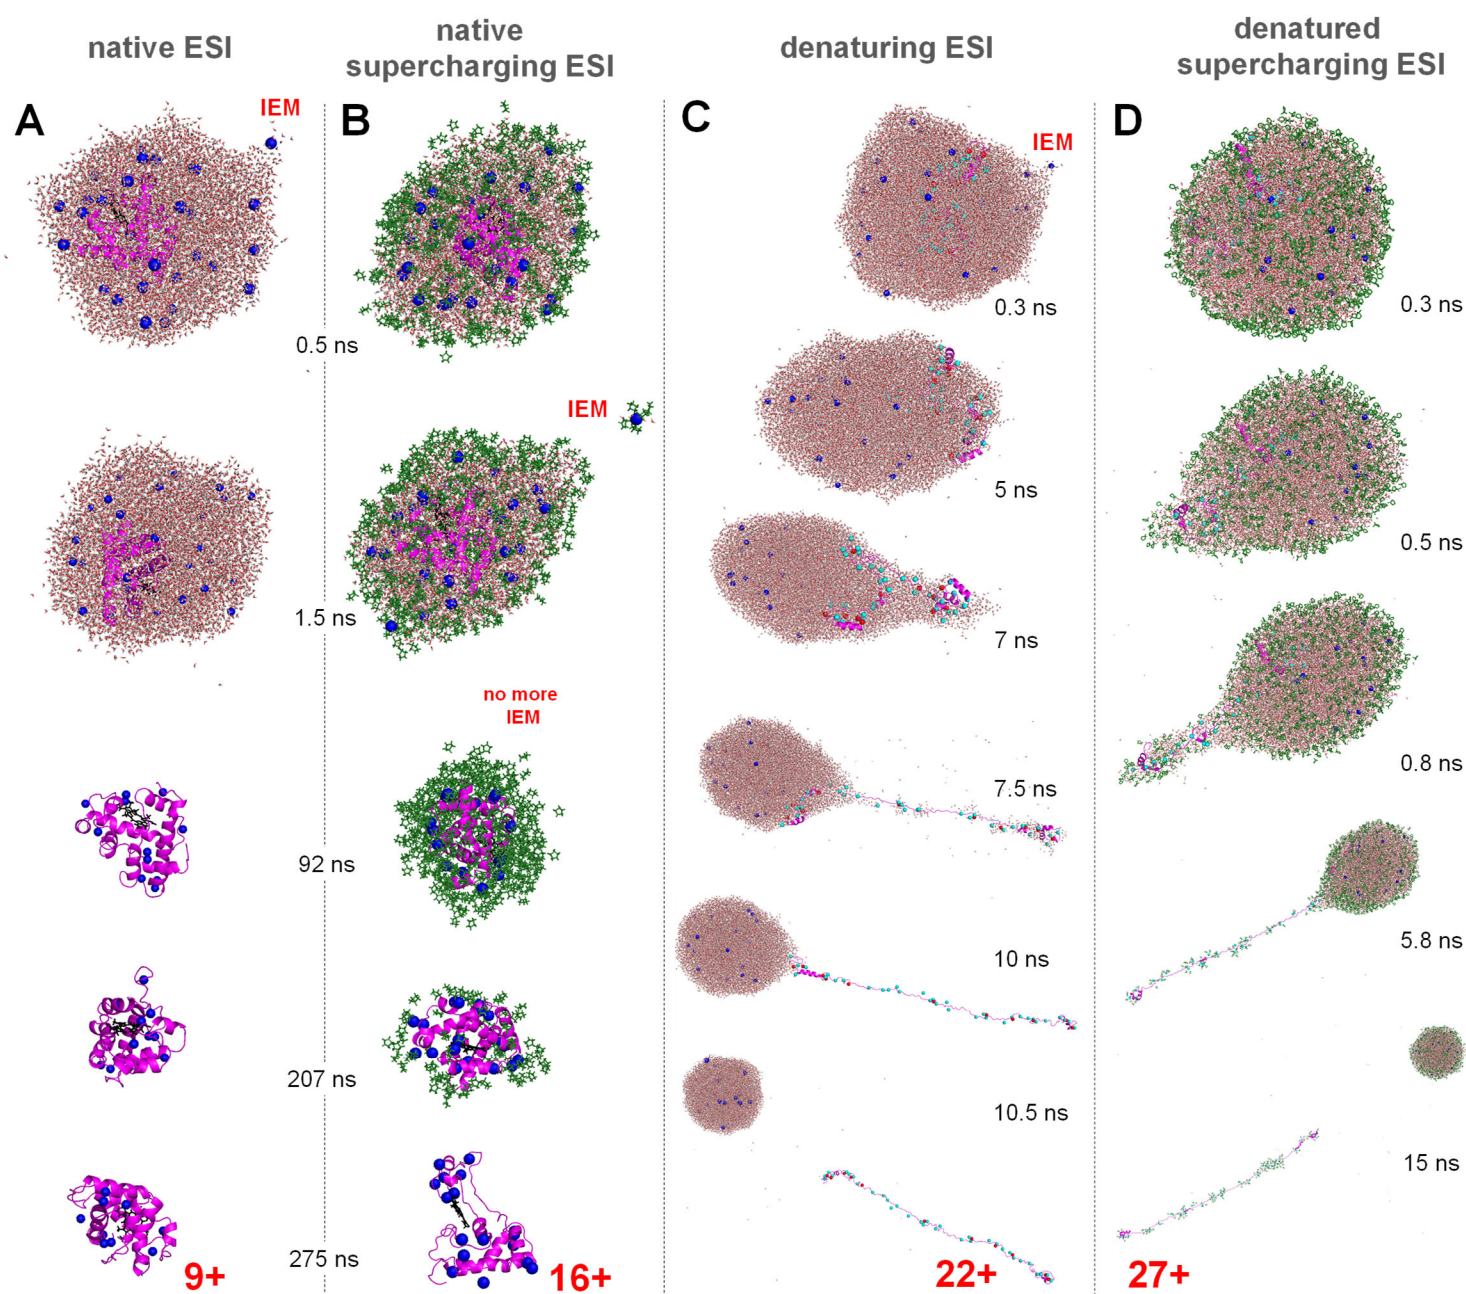 native ESI
native
supercharging ESI
denaturing ESI
denatured
supercharging ESI
A
IEM
B
C
IEM
D
0.5 ns
0.3 ns
0.3 ns
IEM
1.5 ns
5 ns
7 ns
0.5 ns
no more
IEM
92 ns
7.5 ns
0.8 ns
207 ns
10 ns
5.8 ns
10.5 ns
15 ns
275 ns
9+
16+
22+
27+